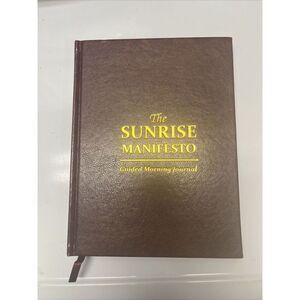 The
SUNRISE
MANIFESTO
Guided Morning Journal